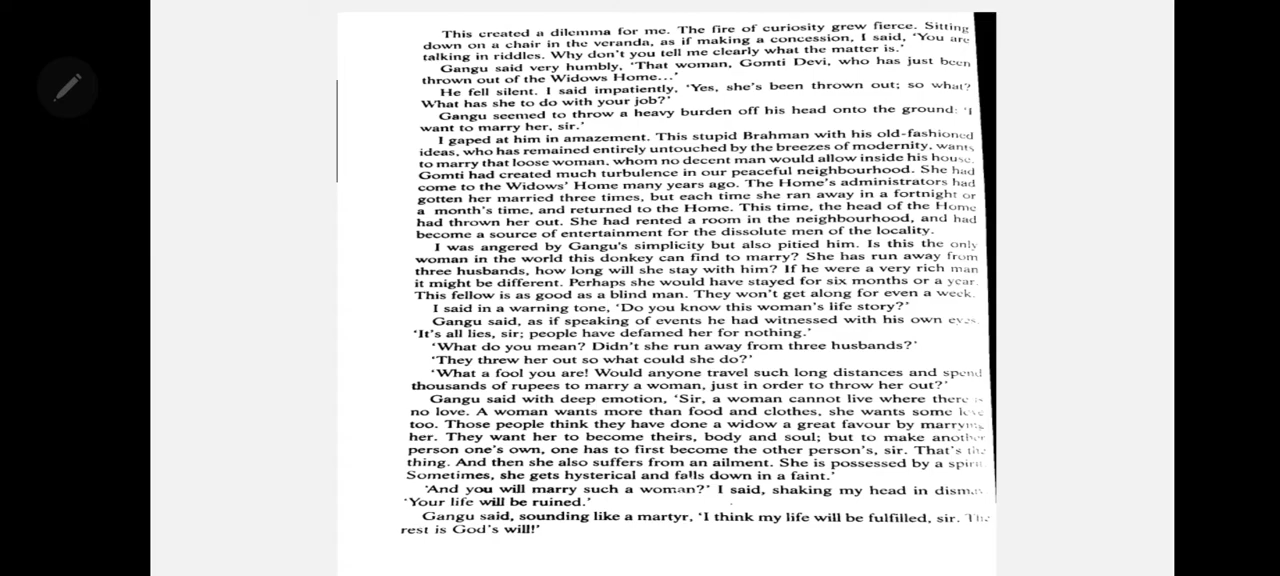 This created a dilemma for me. The fire of curiosity grew fierce. Sitting
down on a chair in the veranda, as if making a concession, I said, 'You are
talking in riddles. Why don't you tell me clearly what the matter is.'
Gangu said very humbly, 'That woman, Gomti Devi, who has just been
thrown out of the Widows Home...'
He fell silent. I said impatiently, 'Yes, she's been thrown out; so what?
What has she to do with your job?'
Gangu seemed to throw a heavy burden off his head onto the ground: 'I
want to marry her, sir.'
I gaped at him in amazement. This stupid Brahman with his old-fashioned
ideas, who has remained entirely untouched by the breezes of modernity, wants
to marry that loose woman, whom no decent man would allow inside his house.
Gomti had created much turbulence in our peaceful neighbourhood. She had
come to the Widows' Home many years ago. The Home's administrators had
gotten her married three times, but each time she ran away in a fortnight or
a month's time, and returned to the Home. This time, the head of the Home
had thrown her out. She had rented a room in the neighbourhood, and had
become a source of entertainment for the dissolute men of the locality.
I was angered by Gangu's simplicity but also pitied him. Is this the only
woman in the world this donkey can find to marry? She has run away from
three husbands, how long will she stay with him? If he were a very rich man
it might be different. Perhaps she would have stayed for six months or a year.
This fellow is as good as a blind man. They won't get along for even a week.
I said in a warning tone, 'Do you know this woman's life story?'
Gangu said, as if speaking of events he had witnessed with his own eyes.
'It's all lies, sir; people have defamed her for nothing.'
'What do you mean? Didn't she run away from three husbands?'
'They threw her out so what could she do?'
'What a fool you are! Would anyone travel such long distances and spend
thousands of rupees to marry a woman, just in order to throw her out?'
Gangu said with deep emotion, 'Sir, a woman cannot live where there is
no love. A woman wants more than food and clothes, she wants some love
too. Those people think they have done a widow a great favour by marrying
her. They want her to become theirs, body and soul; but to make another
person one's own, one has to first become the other person's, sir. That's the
thing. And then she also suffers from an ailment. She is possessed by a spirit.
Sometimes, she gets hysterical and falls down in a faint.'
'And you will marry such a woman?' I said, shaking my head in dismay.
'Your life will be ruined.'
Gangu said, sounding like a martyr, 'I think my life will be fulfilled, sir. The
rest is God's will!'